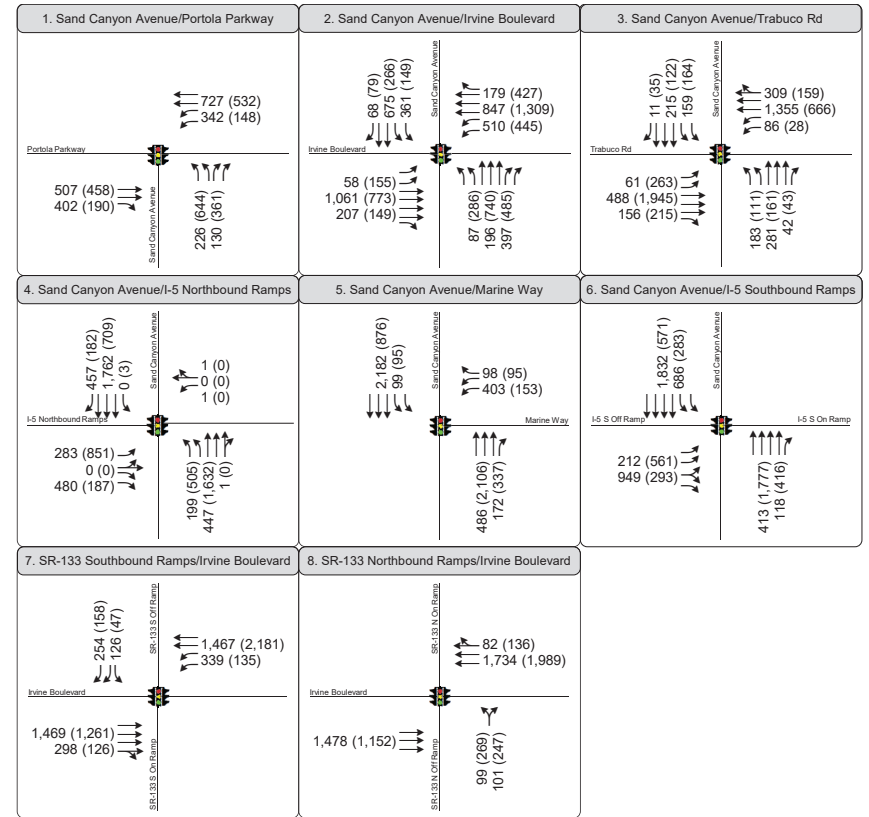 1. Sand Canyon Avenue/Portola Parkway
727 (532)
342 (148)
Portola Parkway
507 (458)
402 (190)
Sand Canyon Avenue
226 (644)
130 (361)
2. Sand Canyon Avenue/Irvine Boulevard
68 (79)
675 (266)
361 (149)
Sand Canyon Avenue
179 (427)
847 (1,309)
510 (445)
Irvine Boulevard
58 (155)
1,061 (773)
207 (149)
87 (286)
196 (740)
397 (485)
3. Sand Canyon Avenue/Trabuco Rd
11 (35)
215 (122)
159 (164)
Sand Canyon Avenue
309 (159)
1,355 (666)
86 (28)
Trabuco Rd
61 (263)
488 (1,945)
156 (215)
183 (111)
281 (161)
42 (43)
4. Sand Canyon Avenue/I-5 Northbound Ramps
457 (182)
1,762 (709)
0 (3)
Sand Canyon Avenue
1 (0)
0 (0)
1 (0)
I-5 Northbound Ramps
283 (851)
0 (0)
480 (187)
199 (505)
447 (1,632)
1 (0)
5. Sand Canyon Avenue/Marine Way
2,182 (876)
99 (95)
Sand Canyon Avenue
98 (95)
403 (153)
Marine Way
486 (2,106)
172 (337)
6. Sand Canyon Avenue/I-5 Southbound Ramps
1,832 (571)
686 (283)
Sand Canyon Avenue
I-5 S Off Ramp
I-5 S On Ramp
212 (561)
949 (293)
413 (1,777)
118 (416)
7. SR-133 Southbound Ramps/Irvine Boulevard
254 (158)
126 (47)
SR-133 S Off Ramp
1,467 (2,181)
339 (135)
Irvine Boulevard
1,469 (1,261)
298 (126)
SR-133 S On Ramp
8. SR-133 Northbound Ramps/Irvine Boulevard
SR-133 N On Ramp
82 (136)
1,734 (1,989)
Irvine Boulevard
1,478 (1,152)
SR-133 N Off Ramp
99 (269)
101 (247)